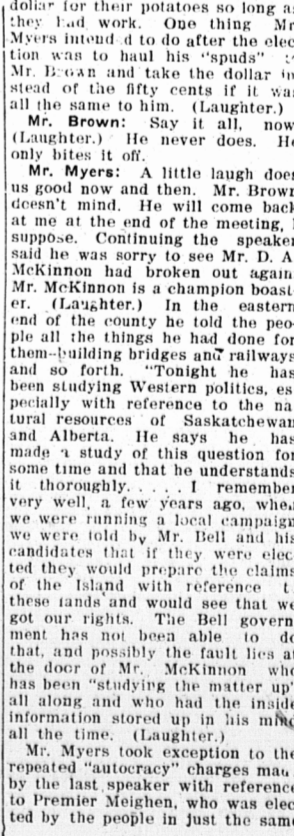 dollar for their potatoes so long as
they had work. One thing Mr
Myers intend d to do after the elec
tion was to haul his "spuds" t
Mr. Brown and take the dollar in
stead of the fifty cents if it was
all the same to him. (Laughter.)
Mr. Brown: Say it all, now
(Laughter.) He never does. He
only bites it off.
Mr. Myers: A little laugh does
us good now and then. Mr. Brown
doesn't mind. He will come back
at me at the end of the meeting, I
suppose. Continuing the speaker
said he was sorry to see Mr. D. A
McKinnon had broken out again
Mr. McKinnon is a champion boast
er. (Laughter.) In the eastern
end of the county he told the peo
ple all the things he had done for
them--building bridges and railways
and so forth. "Tonight he has
been studying Western politics, es
pecially with reference to the na
tural resources of Saskatchewan
and Alberta. He says he has
made a study of this question for
some time and that he understands
it thoroughly. . . . . I remember
very well, a few years ago, when
we were running a local campaign
we were told by Mr. Bell and his
candidates that if they were elec
ted they would prepare the claims
of the Island with reference t
these lands and would see that we
got our rights. The Bell govern
ment has not been able to do
that, and possibly the fault lies at
the door of Mr. McKinnon who
has been "studying the matter up"
all along and who had the inside
information stored up in his mind
all the time. (Laughter.)
Mr. Myers took exception to the
repeated "autocracy" charges mad
by the last speaker with reference
to Premier Meighen, who was elec
ted by the people in just the same